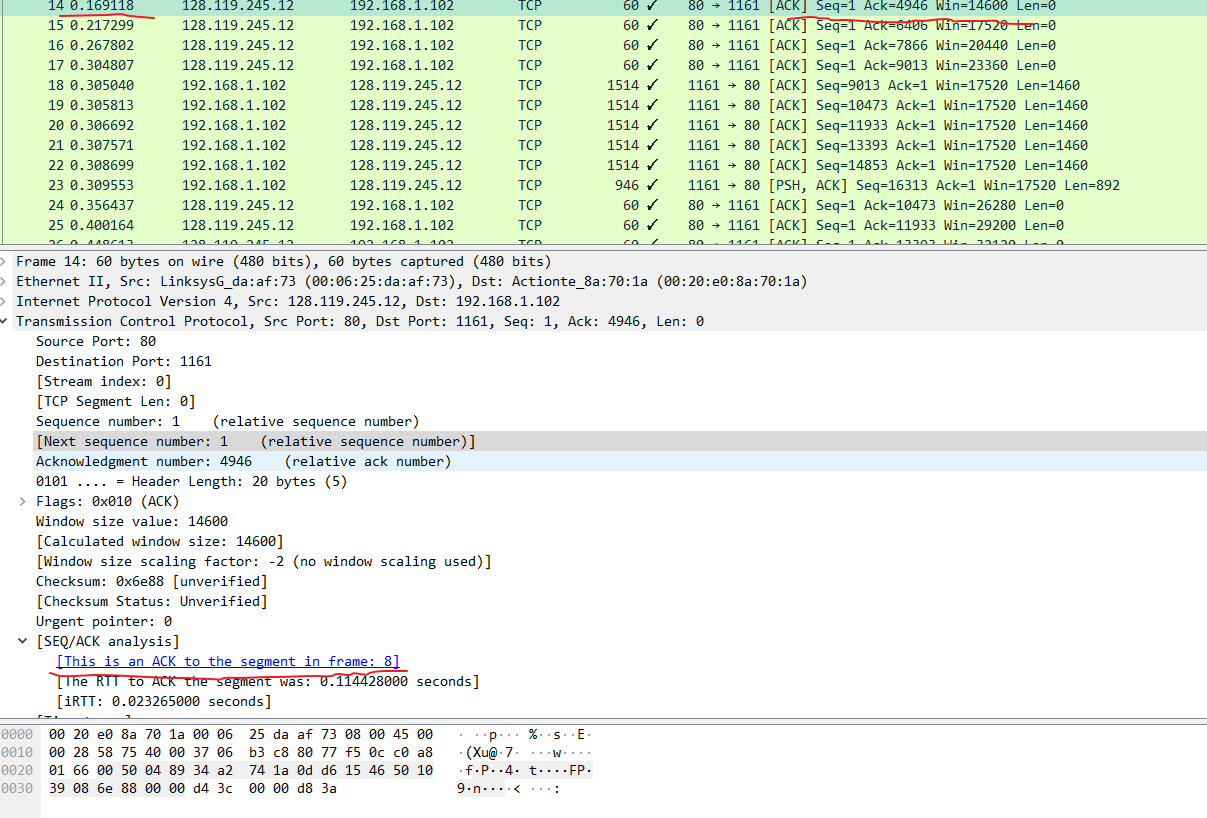 14 0.169118 128.119.245.12 192.168.1.102 TCP 60 ✓ 80 → 1161 [ACK] Seq=1 Ack=4946 Win=14600 Len=0
15 0.217299 128.119.245.12 192.168.1.102 TCP 60 ✓ 80 → 1161 [ACK] Seq=1 Ack=6406 Win=17520 Len=0
16 0.267802 128.119.245.12 192.168.1.102 TCP 60 ✓ 80 → 1161 [ACK] Seq=1 Ack=7866 Win=20440 Len=0
17 0.304807 128.119.245.12 192.168.1.102 TCP 60 ✓ 80 → 1161 [ACK] Seq=1 Ack=9013 Win=23360 Len=0
18 0.305040 192.168.1.102 128.119.245.12 TCP 1514 ✓ 1161 → 80 [ACK] Seq=9013 Ack=1 Win=17520 Len=1460
19 0.305813 192.168.1.102 128.119.245.12 TCP 1514 ✓ 1161 → 80 [ACK] Seq=10473 Ack=1 Win=17520 Len=1460
20 0.306692 192.168.1.102 128.119.245.12 TCP 1514 ✓ 1161 → 80 [ACK] Seq=11933 Ack=1 Win=17520 Len=1460
21 0.307571 192.168.1.102 128.119.245.12 TCP 1514 ✓ 1161 → 80 [ACK] Seq=13393 Ack=1 Win=17520 Len=1460
22 0.308699 192.168.1.102 128.119.245.12 TCP 1514 ✓ 1161 → 80 [ACK] Seq=14853 Ack=1 Win=17520 Len=1460
23 0.309553 192.168.1.102 128.119.245.12 TCP 946 ✓ 1161 → 80 [PSH, ACK] Seq=16313 Ack=1 Win=17520 Len=892
24 0.356437 128.119.245.12 192.168.1.102 TCP 60 ✓ 80 → 1161 [ACK] Seq=1 Ack=10473 Win=26280 Len=0
25 0.400164 128.119.245.12 192.168.1.102 TCP 60 ✓ 80 → 1161 [ACK] Seq=1 Ack=11933 Win=29200 Len=0
26 0.448613 128.119.245.12 192.168.1.102 TCP 60 ✓ 80 → 1161 [ACK] Seq=1 Ack=13393 Win=32120 Len=0
Frame 14: 60 bytes on wire (480 bits), 60 bytes captured (480 bits)
Ethernet II, Src: LinksysG_da:af:73 (00:06:25:da:af:73), Dst: Actionte_8a:70:1a (00:20:e0:8a:70:1a)
Internet Protocol Version 4, Src: 128.119.245.12, Dst: 192.168.1.102
Transmission Control Protocol, Src Port: 80, Dst Port: 1161, Seq: 1, Ack: 4946, Len: 0
Source Port: 80
Destination Port: 1161
[Stream index: 0]
[TCP Segment Len: 0]
Sequence number: 1 (relative sequence number)
[Next sequence number: 1 (relative sequence number)]
Acknowledgment number: 4946 (relative ack number)
0101 .... = Header Length: 20 bytes (5)
Flags: 0x010 (ACK)
Window size value: 14600
[Calculated window size: 14600]
[Window size scaling factor: -2 (no window scaling used)]
Checksum: 0x6e88 [unverified]
[Checksum Status: Unverified]
Urgent pointer: 0
[SEQ/ACK analysis]
[This is an ACK to the segment in frame: 8]
[The RTT to ACK the segment was: 0.114428000 seconds]
[iRTT: 0.023265000 seconds]
0000 00 20 e0 8a 70 1a 00 06 25 da af 73 08 00 45 00 · ··p··· %··s··E·
0010 00 28 58 75 40 00 37 06 b3 c8 80 77 f5 0c c0 a8 ·(Xu@·7· ···w····
0020 01 66 00 50 04 89 34 a2 74 1a 0d d6 15 46 50 10 ·f·P··4· t····FP·
0030 39 08 6e 88 00 00 d4 3c 00 00 d8 3a 9·n····< ···: